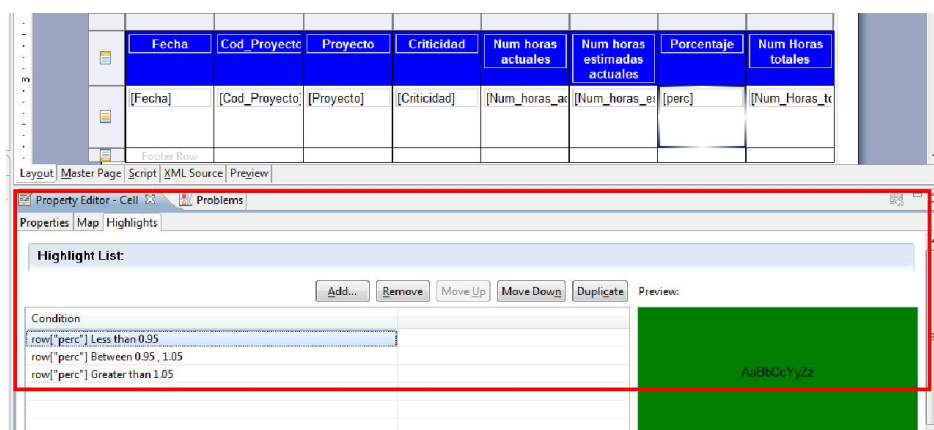 Fecha Cod_Proyecto Proyecto Criticidad Num horas actuales Num horas estimadas actuales Porcentaje Num Horas totales
[Fecha] [Cod_Proyecto] [Proyecto] [Criticidad] [Num_horas_ac [Num_horas_es [perc] [Num_Horas_to
Footer Row
Layout Master Page Script XML Source Preview
Property Editor - Cell Problems
Properties Map Highlights
Highlight List:
Add... Remove Move Up Move Down Duplicate Preview:
Condition
row["perc"] Less than 0.95
row["perc"] Between 0.95 , 1.05
row["perc"] Greater than 1.05
AaBbCcYyZz